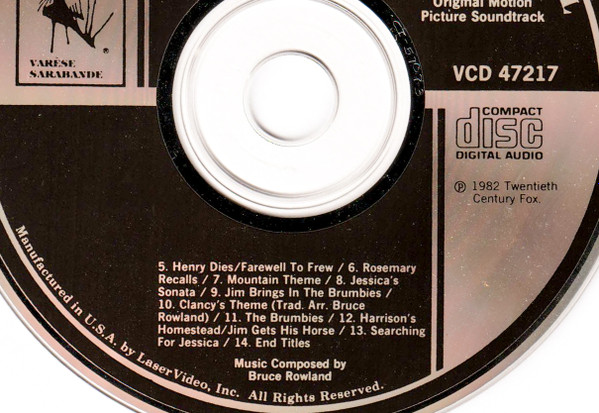 Original Motion
Picture Soundtrack
VARÈSE
SARABANDE
®
VCD 47217
COMPACT
disc
DIGITAL AUDIO
℗ 1982 Twentieth
Century Fox.
5. Henry Dies/Farewell To Frew / 6. Rosemary
Recalls / 7. Mountain Theme / 8. Jessica's
Sonata / 9. Jim Brings In The Brumbies /
10. Clancy's Theme (Trad. Arr. Bruce
Rowland) / 11. The Brumbies / 12. Harrison's
Homestead/Jim Gets His Horse / 13. Searching
For Jessica / 14. End Titles
Music Composed by
Bruce Rowland
Manufactured in U.S.A. by LaserVideo, Inc. All Rights Reserved.